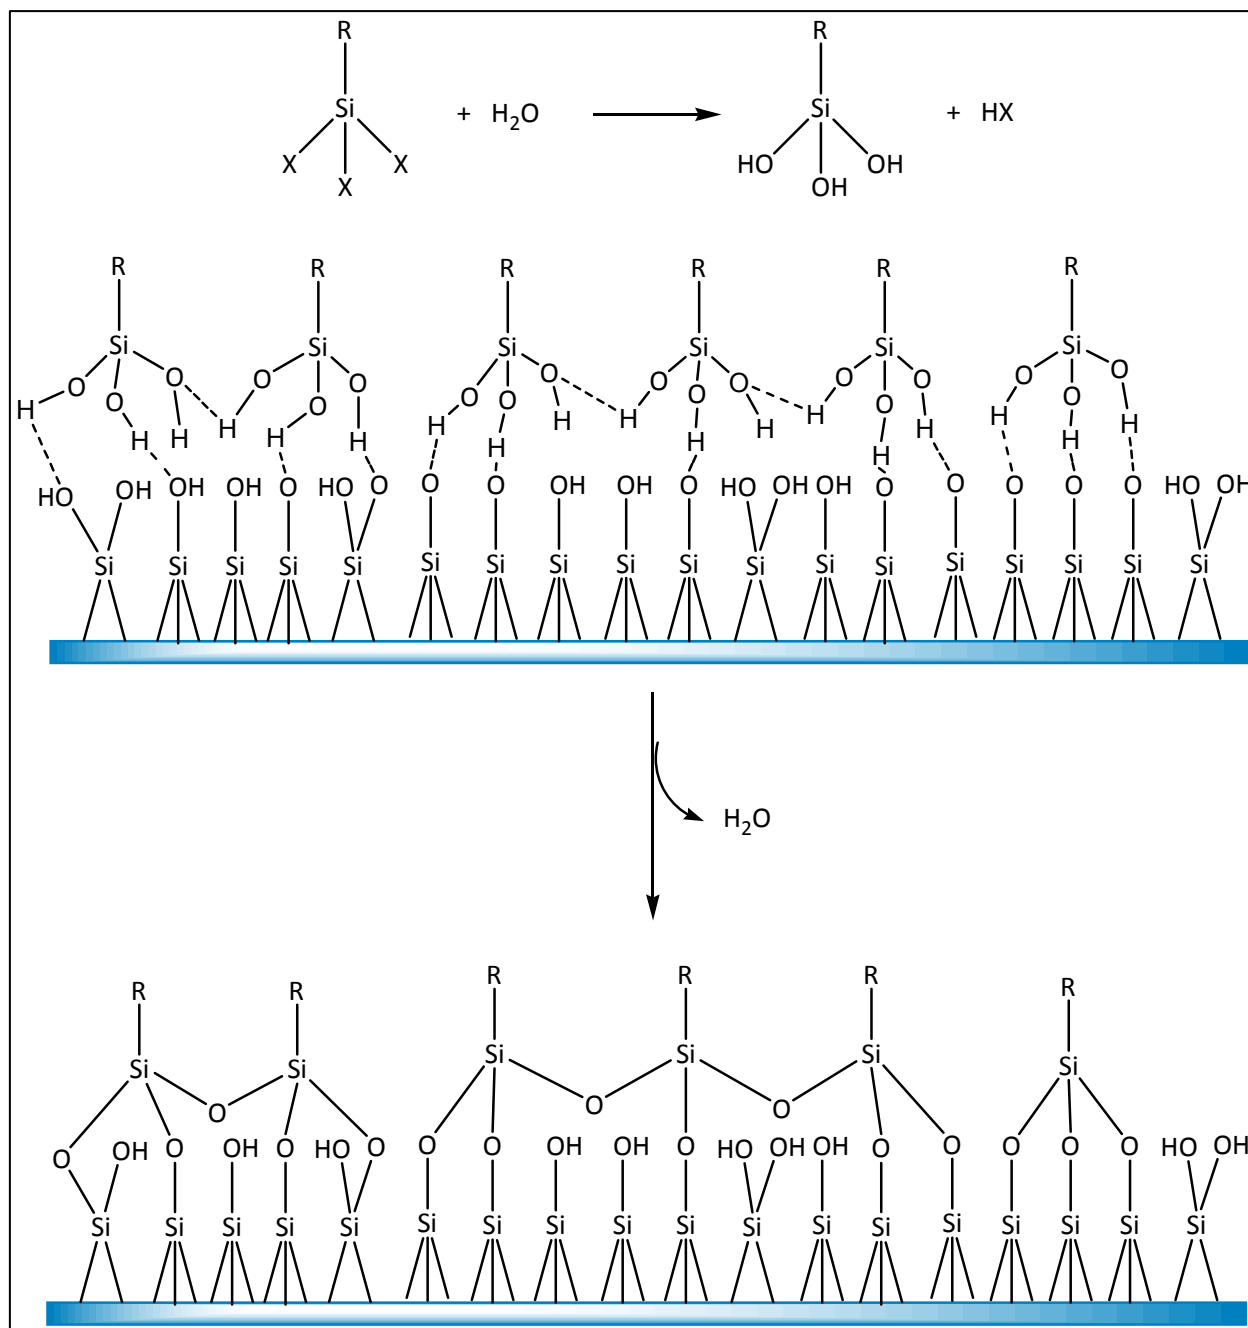 R R
Si + H₂O Si + HX
X X X HO OH OH
R R R R R R
Si Si Si Si Si Si
O O O O O O O O O O O O O O O O O O
H H H H H H H H H H H H H H H H H H
HO OH OH OH O HO O O O OH OH O HO OH OH O O O O O HO OH
Si Si Si Si Si Si Si Si Si Si Si Si Si Si Si Si Si Si
H₂O
R R R R R R
Si Si Si Si Si Si
O O O
O OH O OH O HO O O O OH OH O HO OH OH O O O O O HO OH
Si Si Si Si Si Si Si Si Si Si Si Si Si Si Si Si Si Si